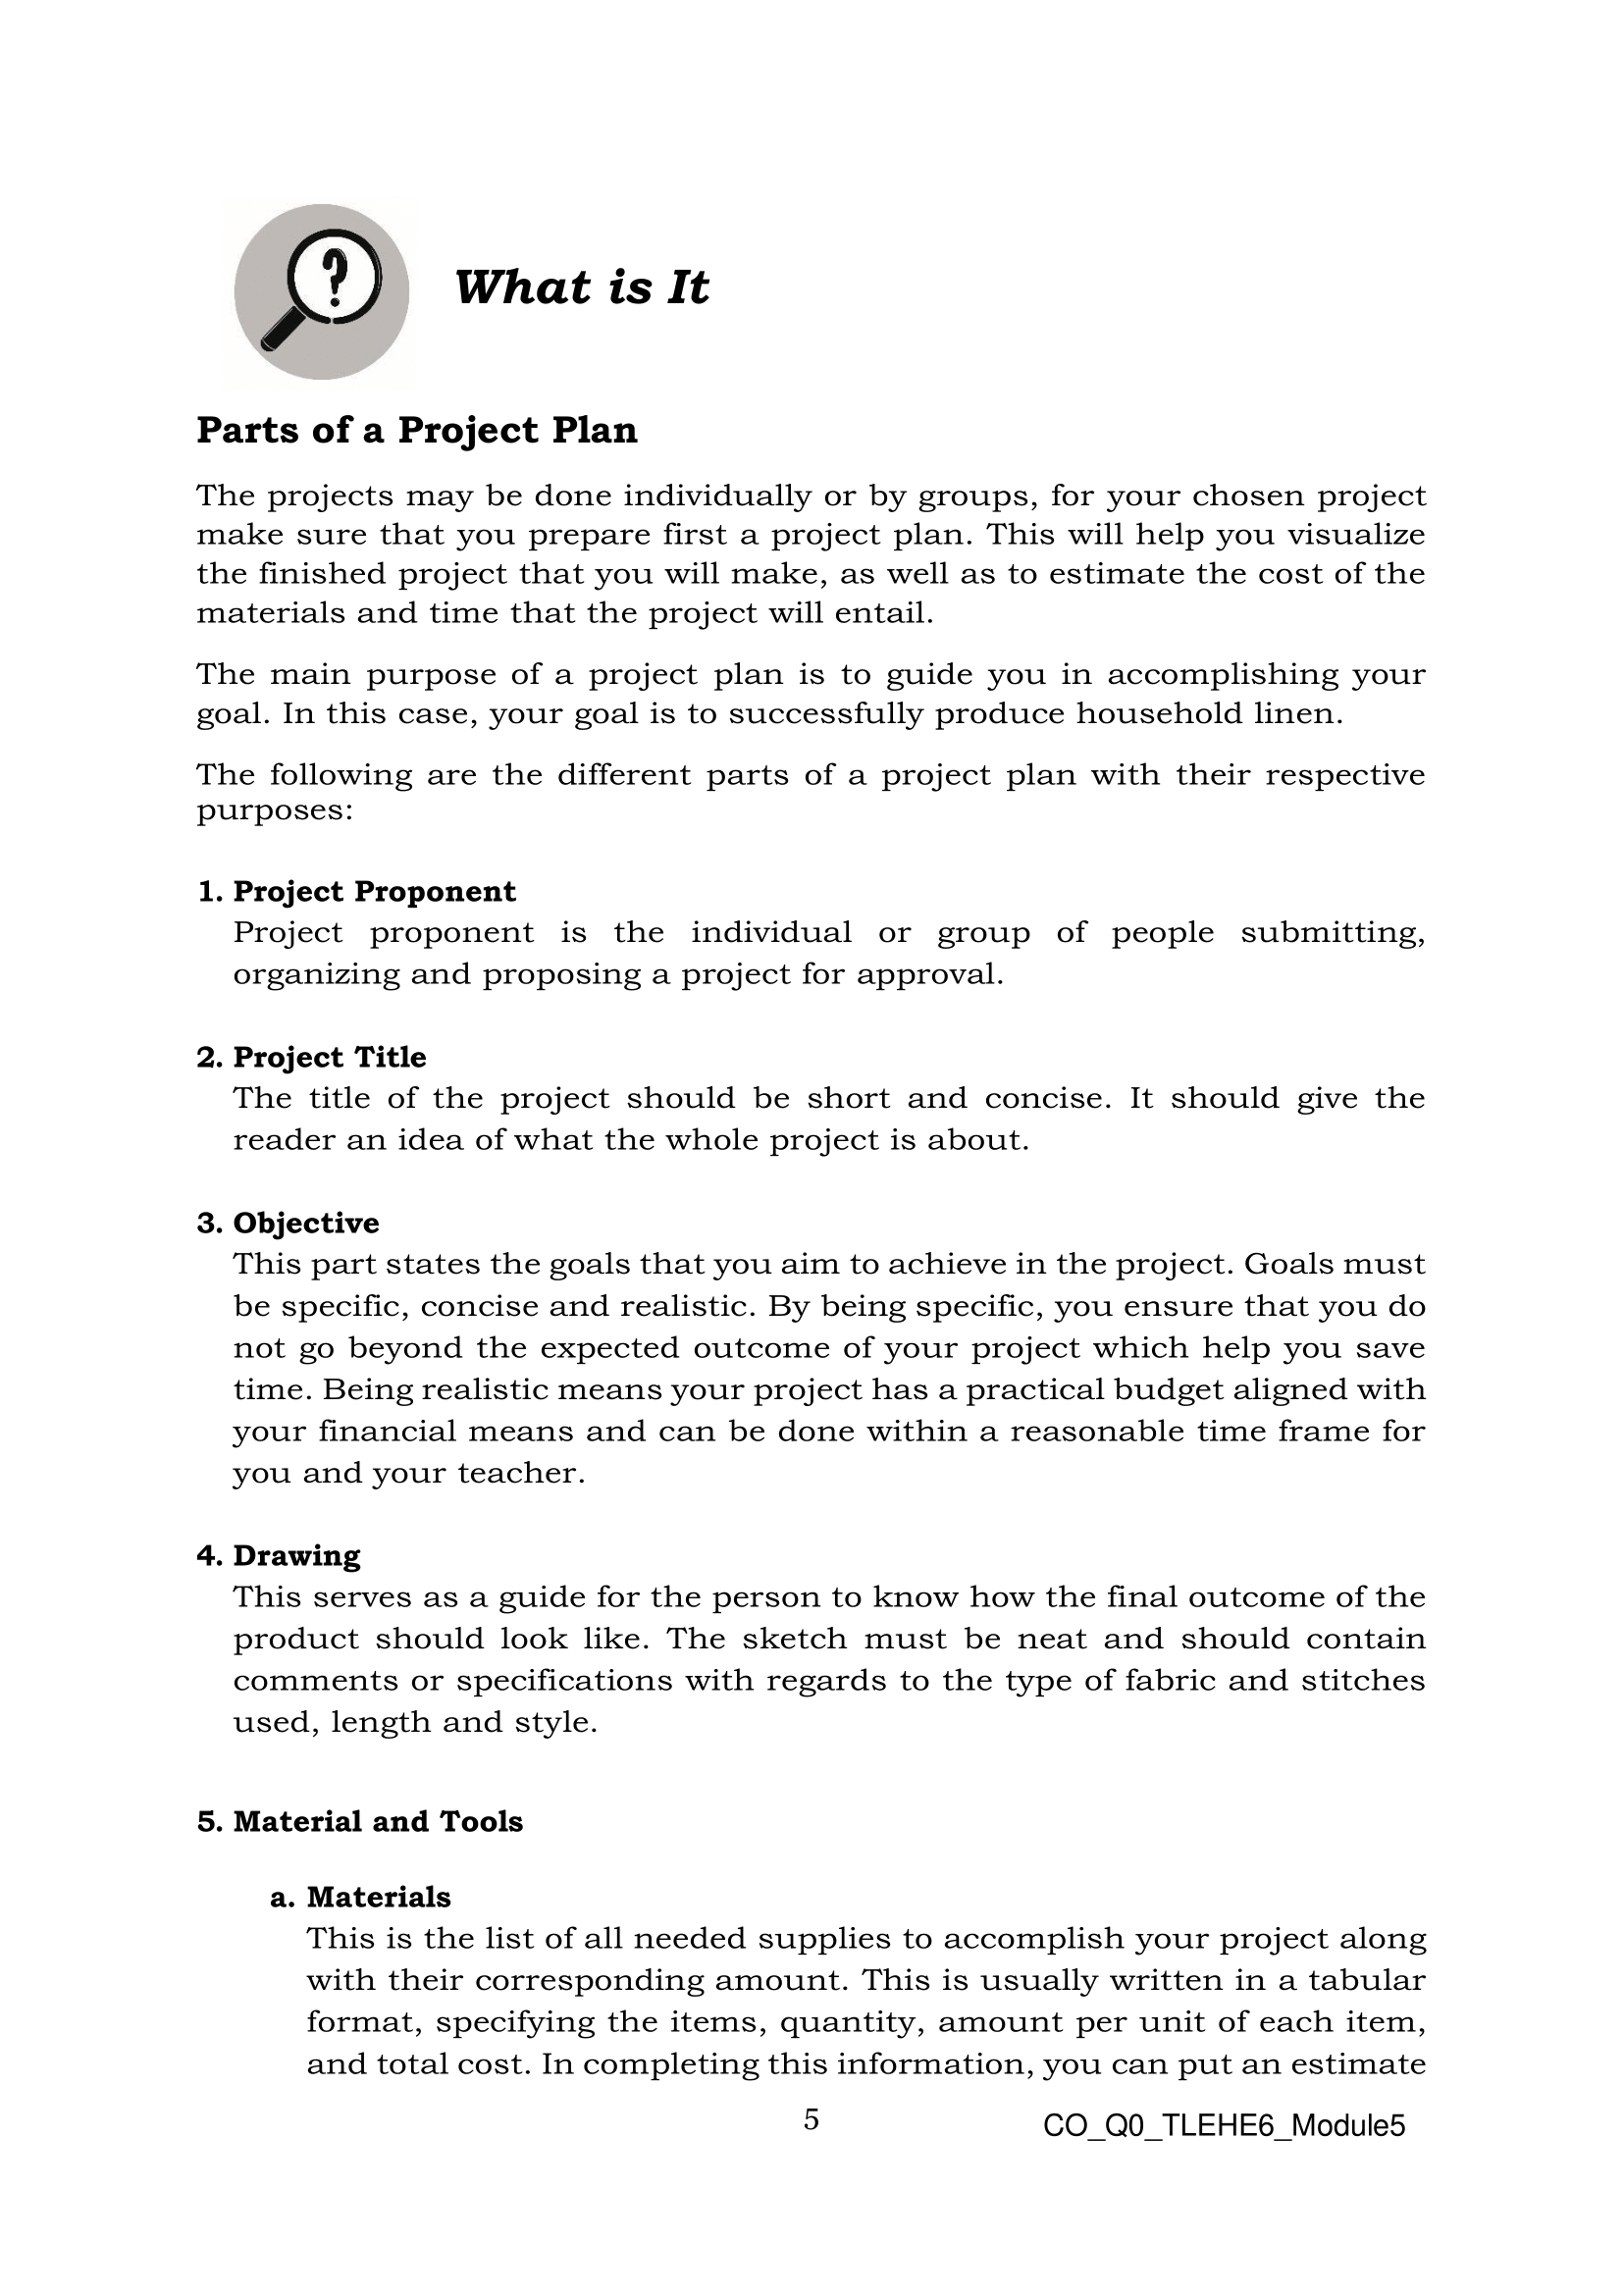 ?
What is It
Parts of a Project Plan
The projects may be done individually or by groups, for your chosen project
make sure that you prepare first a project plan. This will help you visualize
the finished project that you will make, as well as to estimate the cost of the
materials and time that the project will entail.
The main purpose of a project plan is to guide you in accomplishing your
goal. In this case, your goal is to successfully produce household linen.
The following are the different parts of a project plan with their respective
purposes:
1. Project Proponent
Project proponent is the individual or group of people submitting,
organizing and proposing a project for approval.
2. Project Title
The title of the project should be short and concise. It should give the
reader an idea of what the whole project is about.
3. Objective
This part states the goals that you aim to achieve in the project. Goals must
be specific, concise and realistic. By being specific, you ensure that you do
not go beyond the expected outcome of your project which help you save
time. Being realistic means your project has a practical budget aligned with
your financial means and can be done within a reasonable time frame for
you and your teacher.
4. Drawing
This serves as a guide for the person to know how the final outcome of the
product should look like. The sketch must be neat and should contain
comments or specifications with regards to the type of fabric and stitches
used, length and style.
5. Material and Tools
a. Materials
This is the list of all needed supplies to accomplish your project along
with their corresponding amount. This is usually written in a tabular
format, specifying the items, quantity, amount per unit of each item,
and total cost. In completing this information, you can put an estimate
5
CO_Q0_TLEHE6_Module5